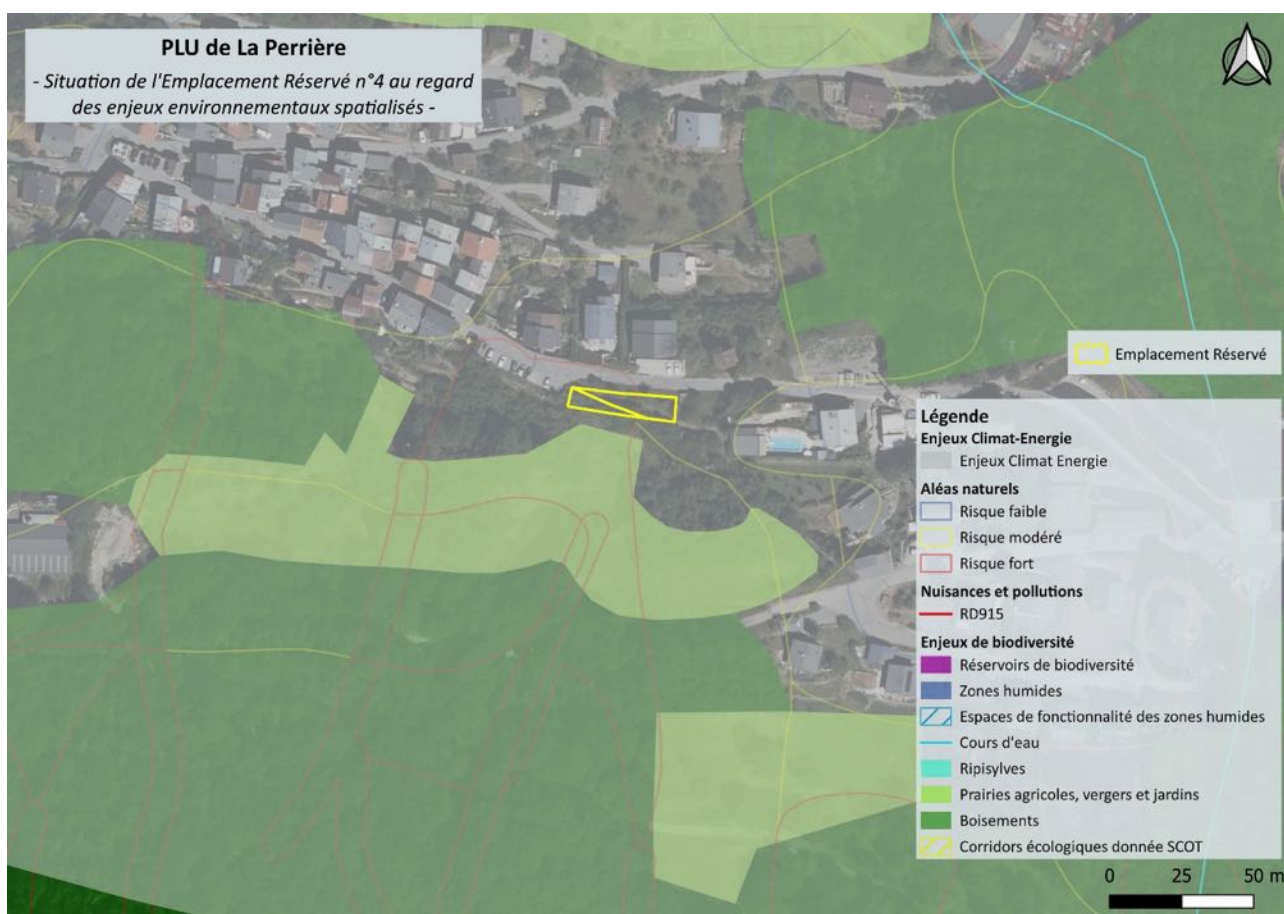 PLU de La Perrière
- Situation de l'Emplacement Réservé n°4 au regard
des enjeux environnementaux spatialisés -
Emplacement Réservé
Légende
Enjeux Climat-Energie
Enjeux Climat Energie
Aléas naturels
Risque faible
Risque modéré
Risque fort
Nuisances et pollutions
RD915
Enjeux de biodiversité
Réservoirs de biodiversité
Zones humides
Espaces de fonctionnalité des zones humides
Cours d'eau
Ripisylves
Prairies agricoles, vergers et jardins
Boisements
Corridors écologiques donnée SCOT
0 25 50 m